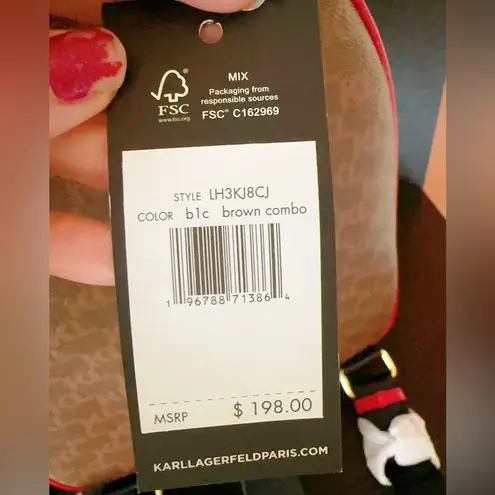 MIX
Packaging from
responsible sources
FSC® C162969
FSC
www.fsc.org
STYLE LH3KJ8CJ
COLOR b1c brown combo
1 96788 71386 4
MSRP $ 198.00
KARLLAGERFELDPARIS.COM